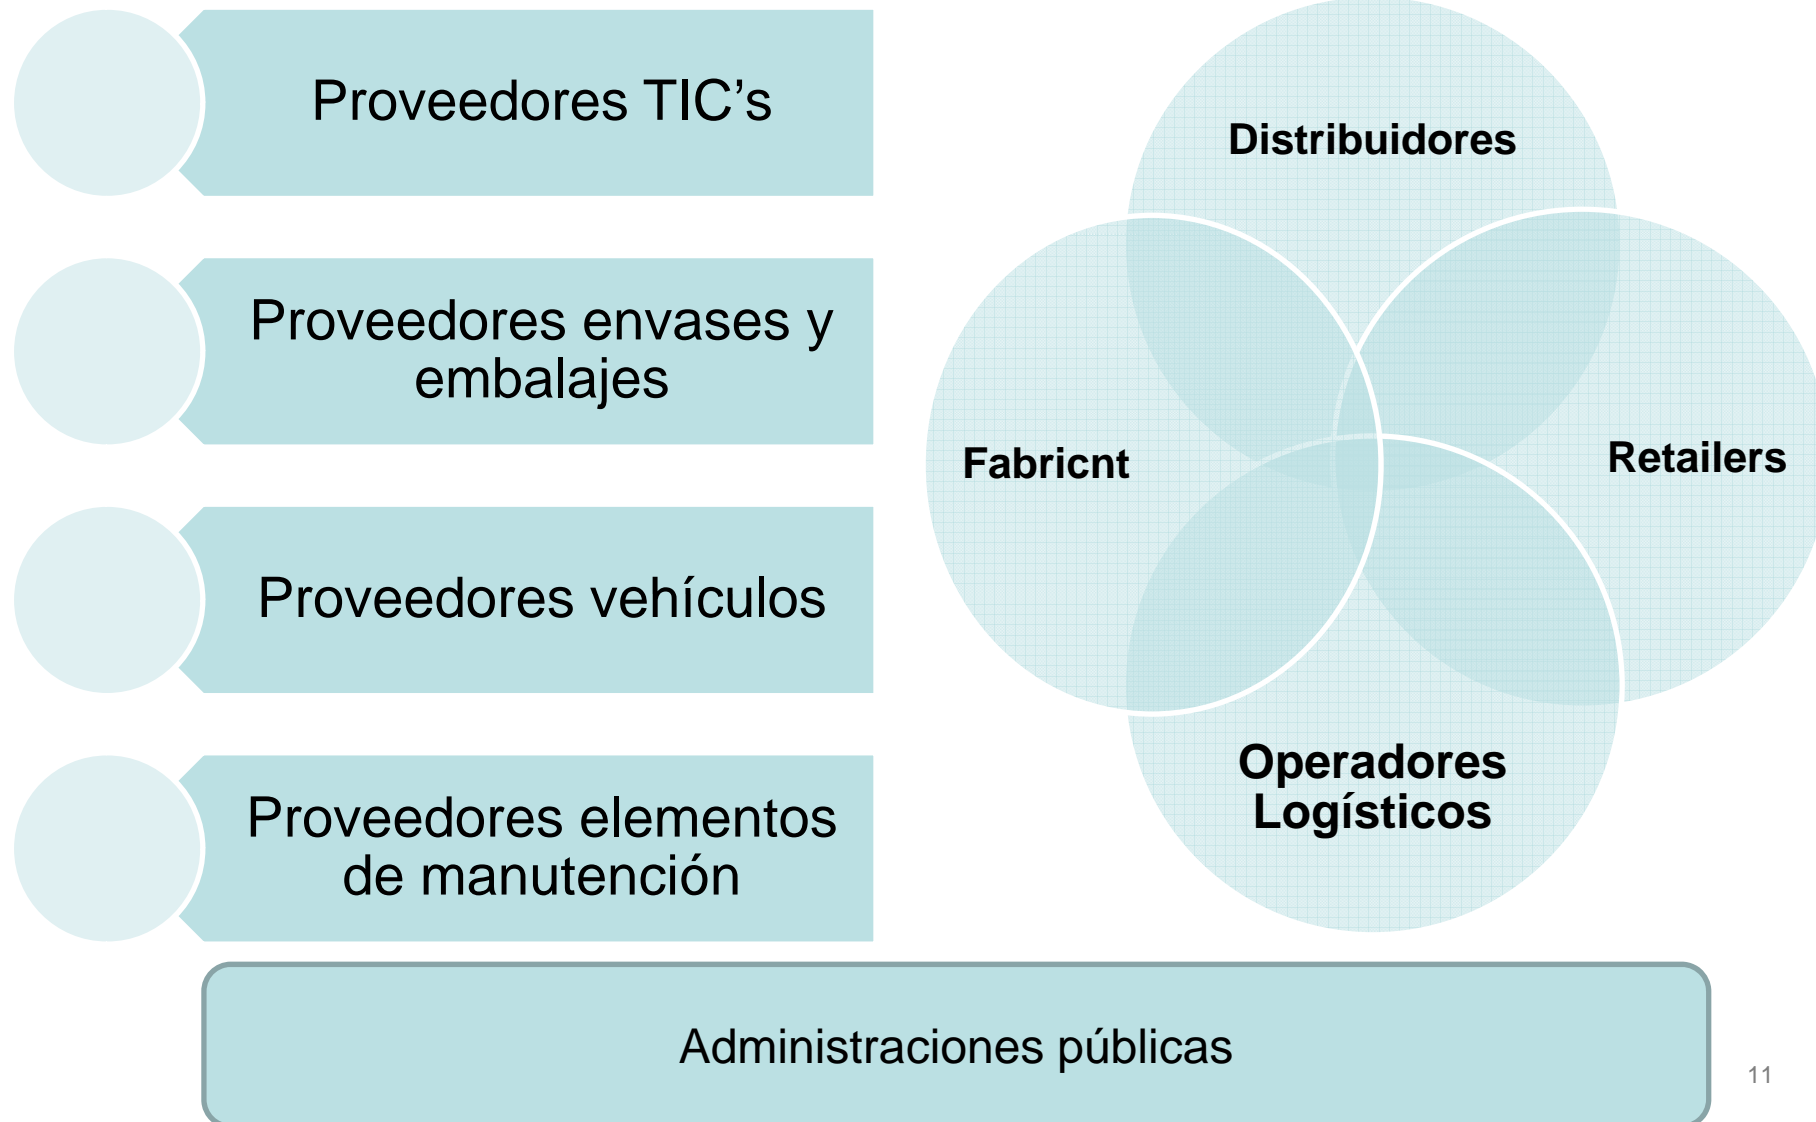 Proveedores TIC’s
Proveedores envases y
embalajes
Proveedores vehículos
Proveedores elementos
de manutención
Distribuidores
Fabricnt
Retailers
Operadores
Logísticos
Administraciones públicas
11